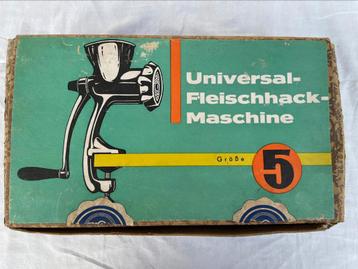 Universal-
Fleischhack-
Maschine
Größe 5